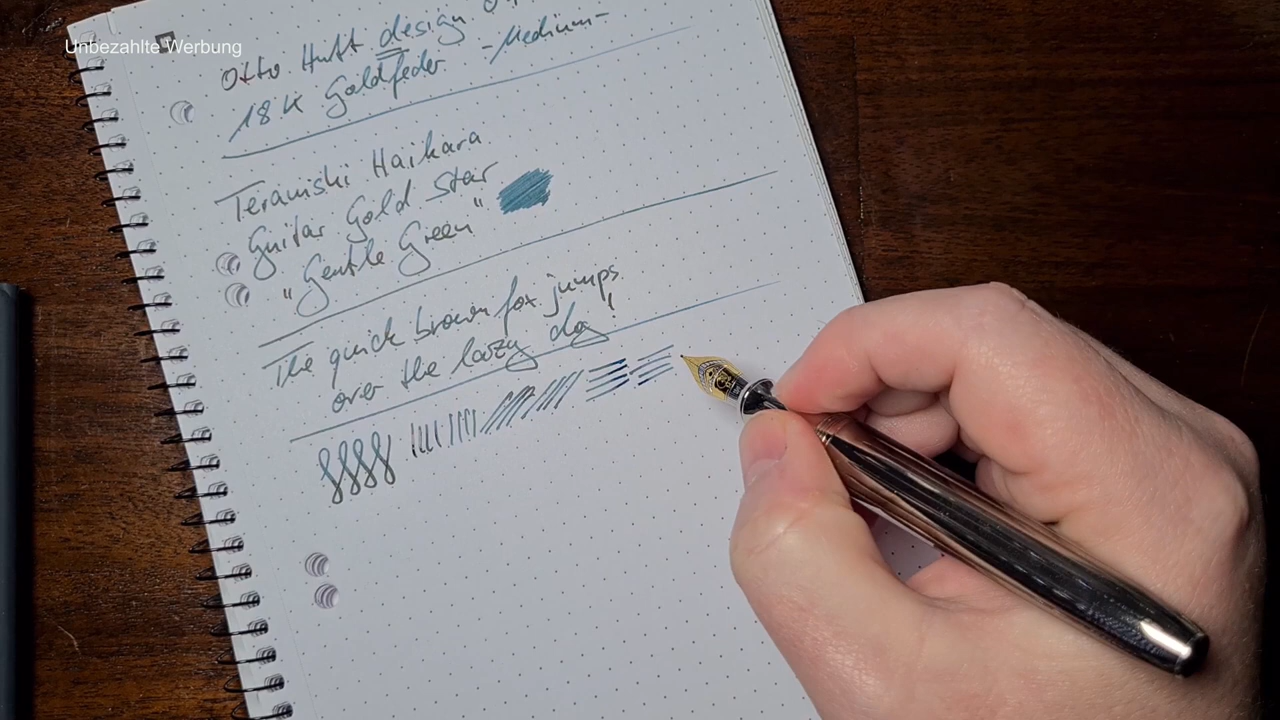 Unbezahlte Werbung
Otto Hutt design
18 K Goldfeder - Medium -
Teranishi Haikara
Guitar Gold Star
"Gentle Green"
The quick brown fox jumps
over the lazy dog!